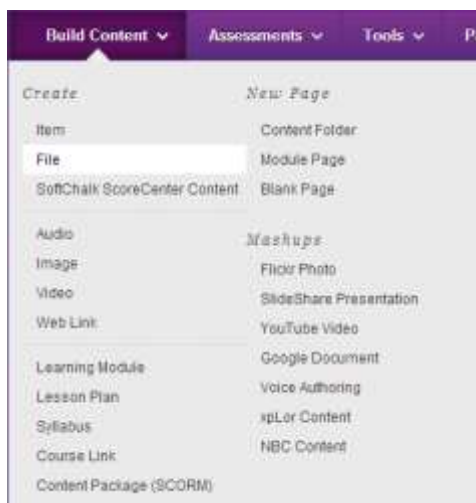 Build Content
Assessments
Tools
P
Create
Item
File
SoftChalk ScoreCenter Content
Audio
Image
Video
Web Link
Learning Module
Lesson Plan
Syllabus
Course Link
Content Package (SCORM)
New Page
Content Folder
Module Page
Blank Page
Mashups
Flickr Photo
SlideShare Presentation
YouTube Video
Google Document
Voice Authoring
xpLor Content
NBC Content